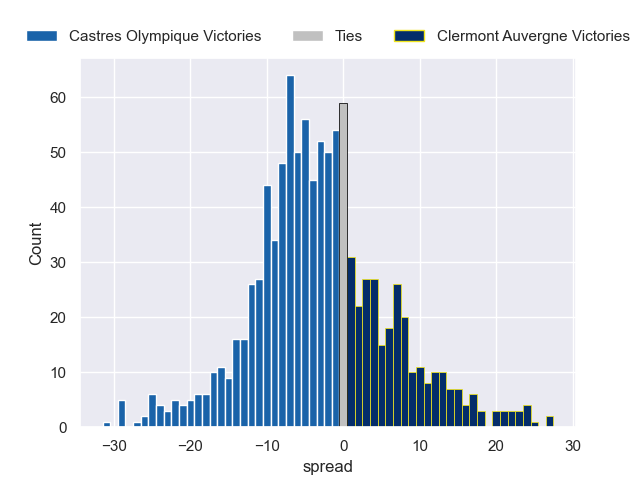 Castres Olympique Victories Ties Clermont Auvergne Victories
60
50
40
30
20
10
0
Count
−30 −20 −10 0 10 20 30
spread